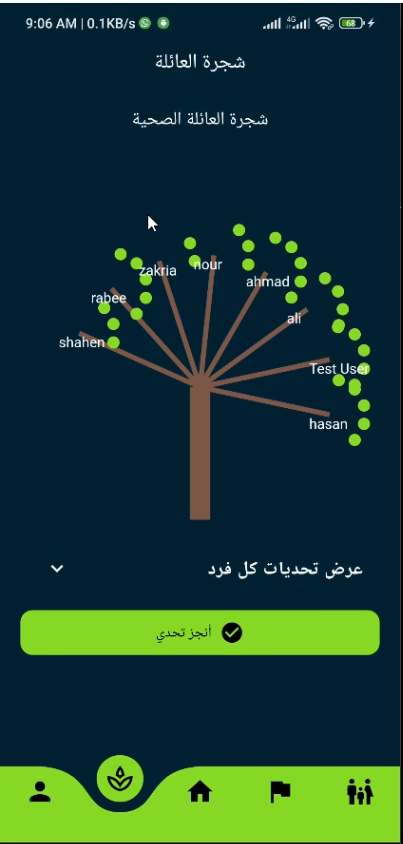 9:06 AM | 0.1KB/s
4G
68
شجرة العائلة
شجرة العائلة الصحية
zakria
nour
ahmad
rabee
ali
shahen
Test User
hasan
عرض تحديات كل فرد
أنجز تحدي